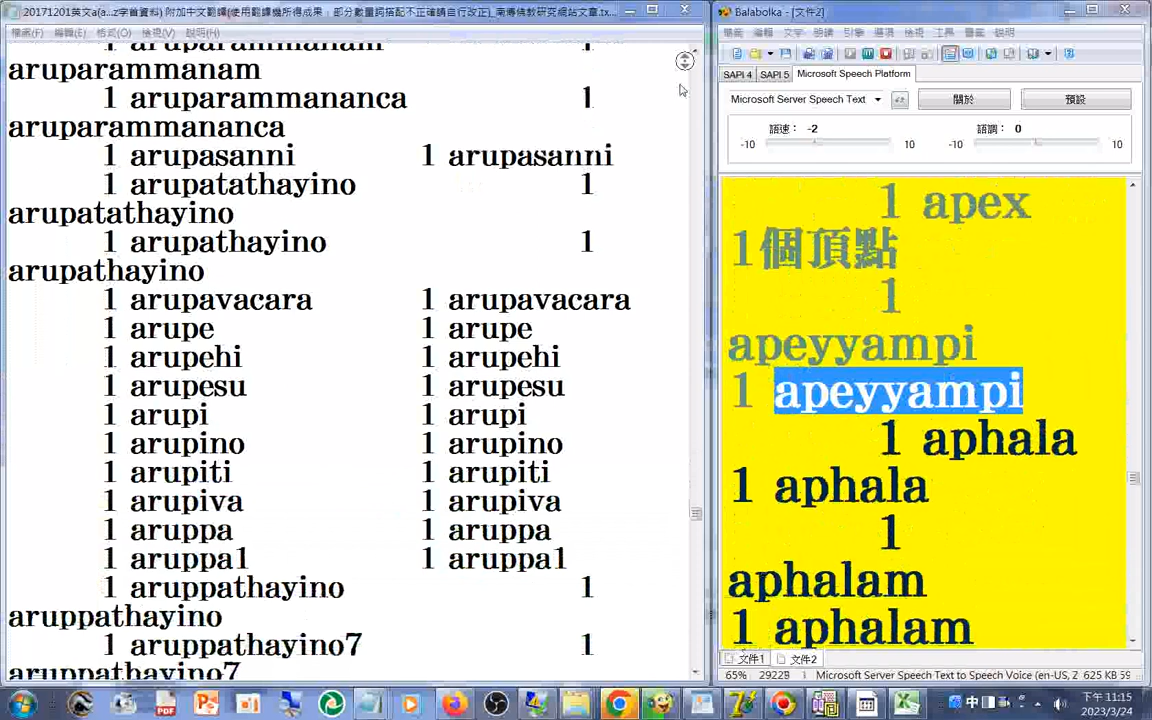 20171201英文a(a...z字首資料) 附加中文翻譯(使用翻譯機所得成果，部分數量詞搭配不正確請自行改正)_南傳佛教研究網站文章.tx...
檔案(F) 編輯(E) 格式(O) 檢視(V) 說明(H)
1 aruparammanam 1
aruparammanam
1 aruparammananca 1
aruparammananca
1 arupasanni 1 arupasanni
1 arupatathayino 1
arupatathayino
1 arupathayino 1
arupathayino
1 arupavacara 1 arupavacara
1 arupe 1 arupe
1 arupehi 1 arupehi
1 arupesu 1 arupesu
1 arupi 1 arupi
1 arupino 1 arupino
1 arupiti 1 arupiti
1 arupiva 1 arupiva
1 aruppa 1 aruppa
1 aruppa1 1 aruppa1
1 aruppathayino 1
aruppathayino
1 aruppathayino7 1
aruppathayino7
Balabolka - [文件2]
SAPI 4 SAPI 5 Microsoft Speech Platform
Microsoft Server Speech Text 關於 預設
語速： -2 語調： 0
-10 10 -10 10
1 apex
1個頂點
1
apeyyampi
1 apeyyampi
1 aphala
1 aphala
1
aphalam
1 aphalam
文件1 文件2
65% Microsoft Server Speech Text to Speech Voice (en-US, Z 625 KB
中
下午 11:15
2023/3/24